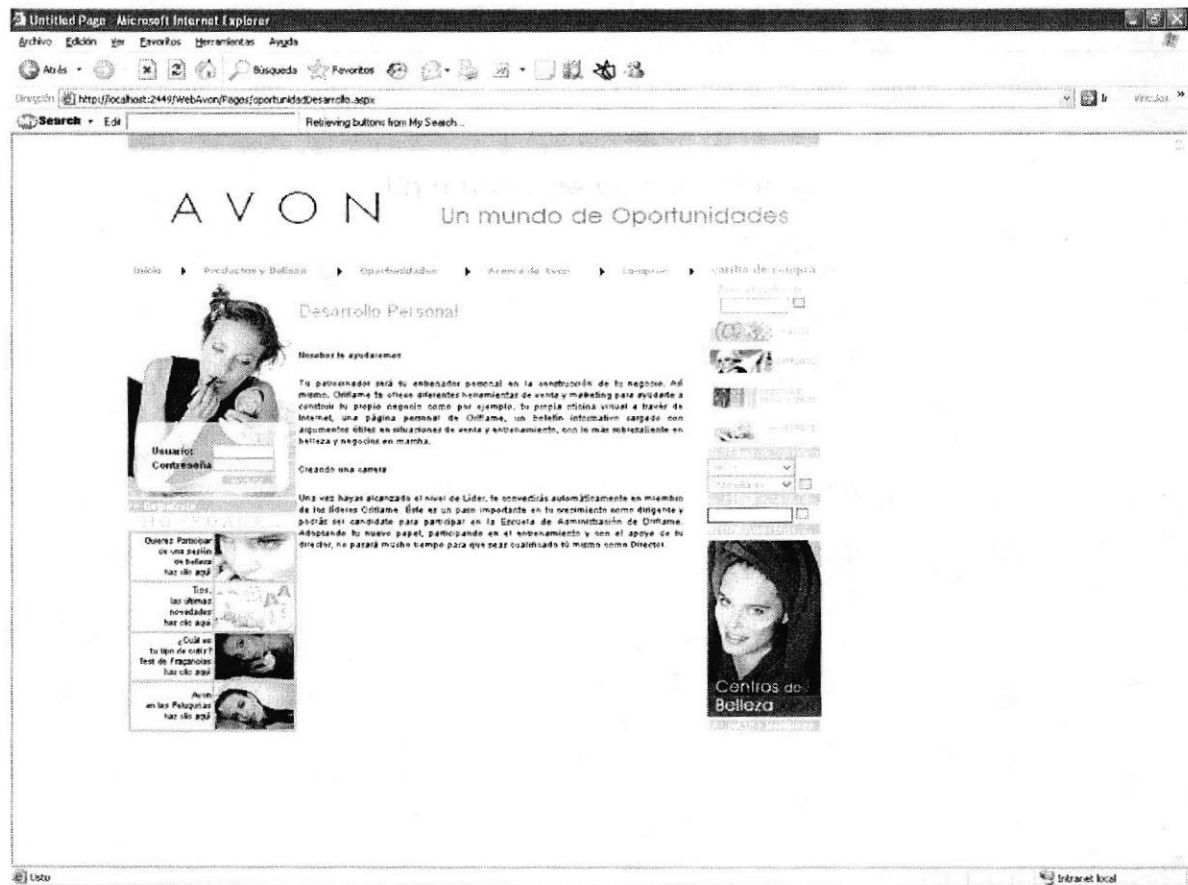 Untitled Page - Microsoft Internet Explorer
Archivo Edición Ver Favoritos Herramientas Ayuda
Atrás Búsqueda Favoritos
Dirección http://localhost:2449/WebAvon/Pages/oportunidadDesarrollo.aspx Ir Vínculos »
Search Edit Retrieving buttons from My Search...
AVON
Un mundo de Oportunidades
Inicio Productos y Belleza Oportunidades Acerca de Avon Compras carrito de compra
Desarrollo Personal
Nosotros te ayudaremos
Tu patrocinador será tu entrenador personal en la construcción de tu negocio. Así
mismo, Oriflame te ofrece diferentes herramientas de venta y marketing para ayudarte a
construir tu propio negocio como por ejemplo, tu propia oficina virtual a través de
Internet, una página personal de Oriflame, un boletín informativo cargado con
argumentos útiles en situaciones de venta y entrenamiento, con lo más sobresaliente en
belleza y negocios en marcha.
Creando una carrera
Una vez hayas alcanzado el nivel de Líder, te convertirás automáticamente en miembro
de los líderes Oriflame. Éste es un paso importante en tu crecimiento como dirigente y
podrás ser candidato para participar en la Escuela de Administración de Oriflame.
Adoptando tu nuevo papel, participando en el entrenamiento y con el apoyo de tu
director, no pasará mucho tiempo para que seas cualificado tú mismo como Director.
Usuario:
Contraseña
Quieres Participar
de una sesión
de belleza
haz clic aquí
Tips,
las últimas
novedades
haz clic aquí
¿Cuál es
tu tipo de cutis?
Test de Fragancias
haz clic aquí
Avon
en las Peluquerías
haz clic aquí
Centros de
Belleza
Listo
Intranet local